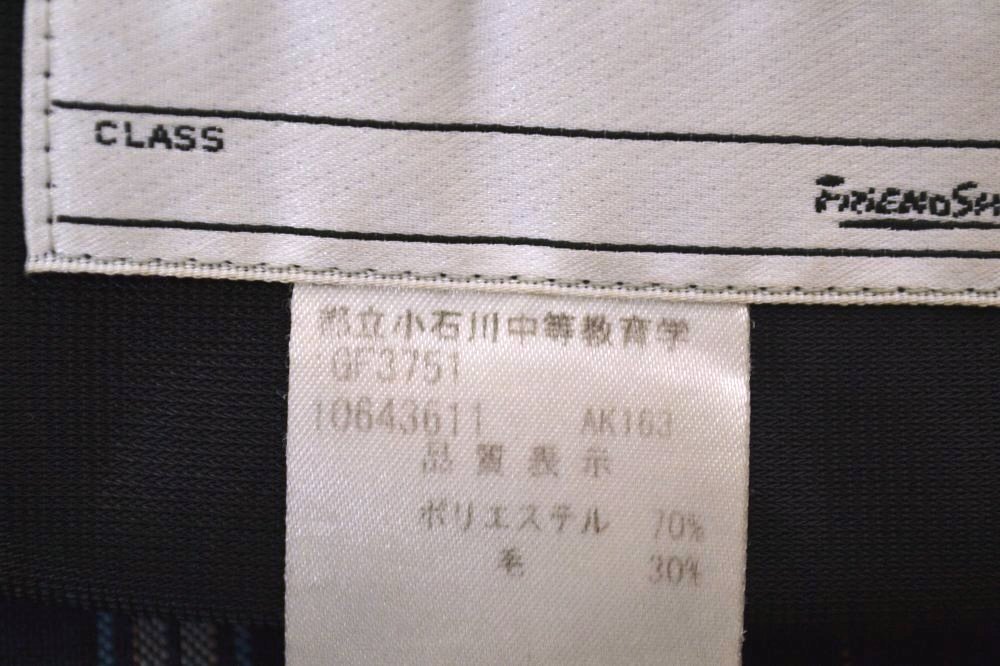 CLASS
FRIENDSH
都立小石川中等教育学
GF3751
10643611 AK163
品質表示
ポリエステル 70%
毛 30%